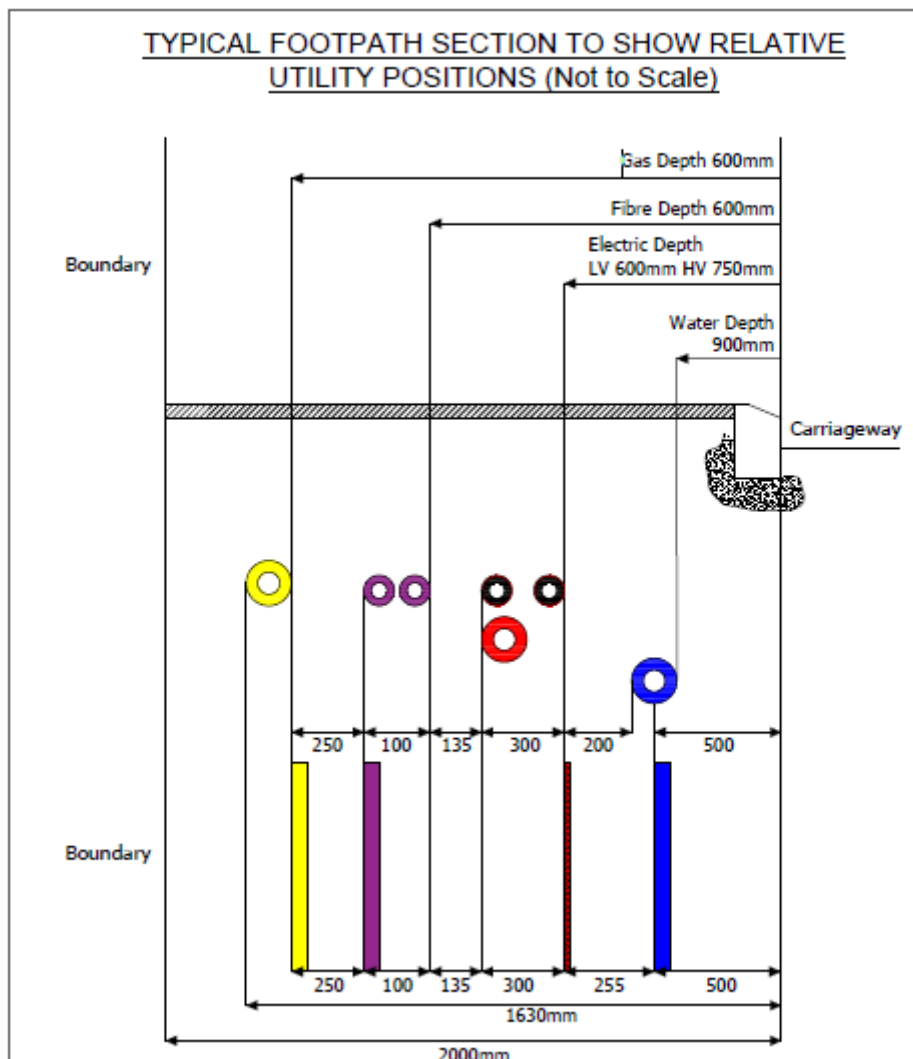 TYPICAL FOOTPATH SECTION TO SHOW RELATIVE
UTILITY POSITIONS (Not to Scale)
Gas Depth 600mm
Fibre Depth 600mm
Electric Depth
LV 600mm HV 750mm
Boundary
Water Depth
900mm
Carriageway
250 100 135 300 200 500
Boundary
250 100 135 300 255 500
1630mm
2000mm